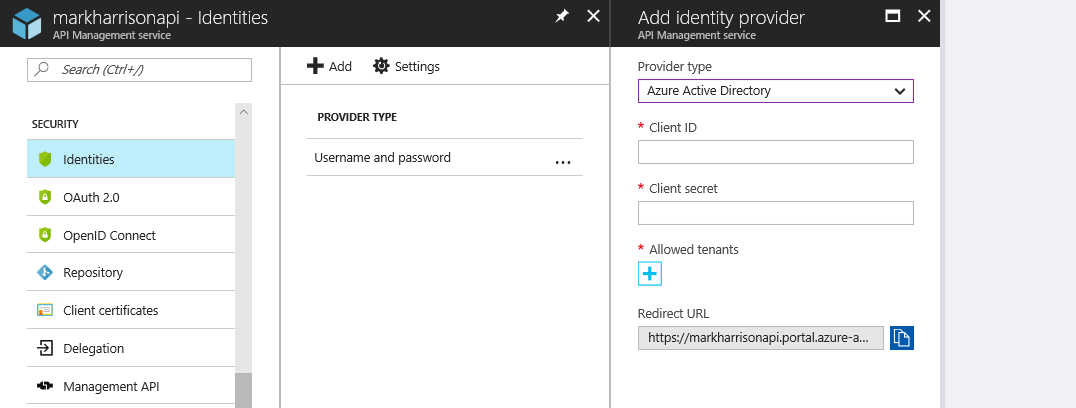 markharrisonapi - Identities
API Management service
Search (Ctrl+/)
SECURITY
Identities
OAuth 2.0
OpenID Connect
Repository
Client certificates
Delegation
Management API
Add
Settings
PROVIDER TYPE
Username and password
...
Add identity provider
API Management service
Provider type
Azure Active Directory
* Client ID
* Client secret
* Allowed tenants
Redirect URL
https://markharrisonapi.portal.azure-a...